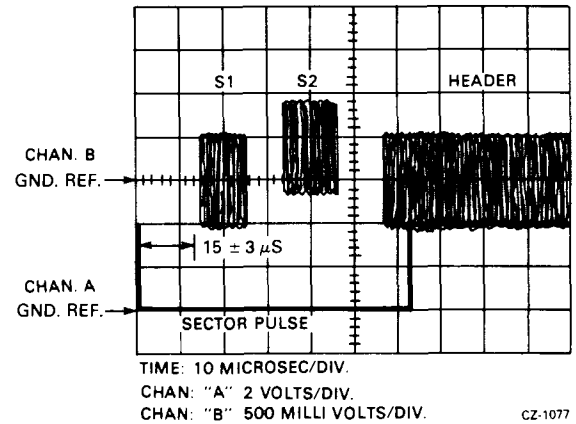 S1 S2 HEADER
CHAN. B
GND. REF.
15 ± 3 μS
CHAN. A
GND. REF.
SECTOR PULSE
TIME: 10 MICROSEC/DIV.
CHAN: "A" 2 VOLTS/DIV.
CHAN: "B" 500 MILLI VOLTS/DIV.
CZ-1077